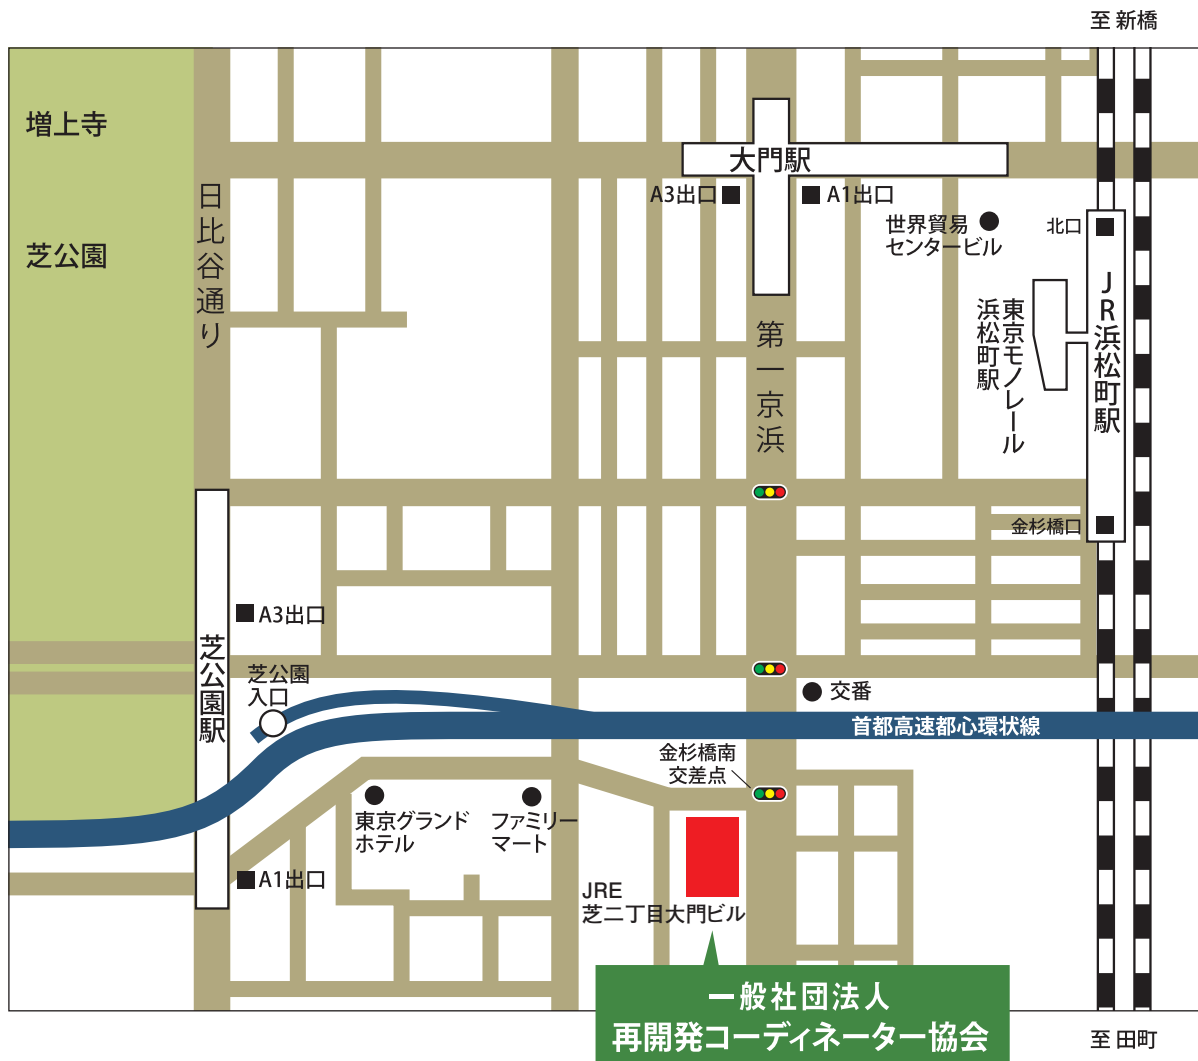 至 新橋
増上寺
芝公園
日比谷通り
大門駅
A3出口
A1出口
世界貿易
センタービル
北口
JR浜松町駅
東京モノレール
浜松町駅
第一京浜
金杉橋口
A3出口
芝公園駅
芝公園
入口
交番
首都高速都心環状線
金杉橋南
交差点
東京グランド
ホテル
ファミリー
マート
A1出口
JRE
芝二丁目大門ビル
一般社団法人
再開発コーディネーター協会
至 田町